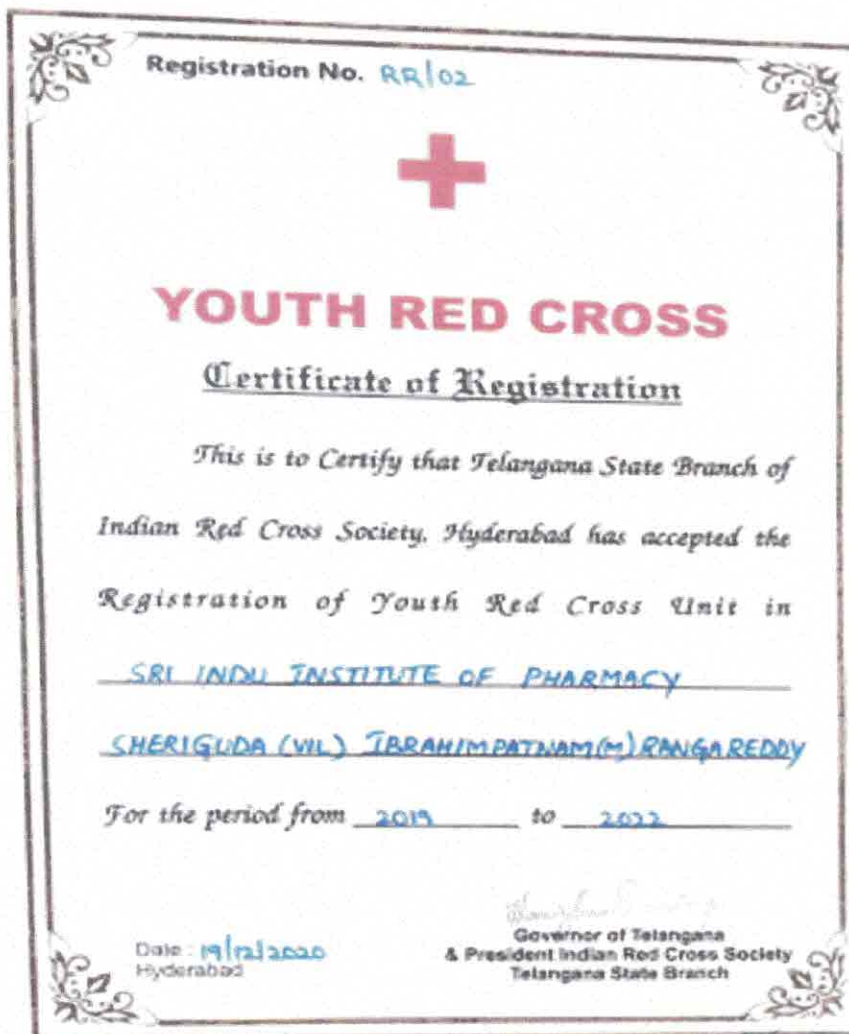 Registration No. RR/02
YOUTH RED CROSS
Certificate of Registration
This is to Certify that Telangana State Branch of
Indian Red Cross Society, Hyderabad has accepted the
Registration of Youth Red Cross Unit in
SRI INDU INSTITUTE OF PHARMACY
SHERIGUDA (VIL) IBRAHIMPATNAM(M) RANGAREDDY
For the period from 2019 to 2022
Date : 19/12/2020
Hyderabad
Governor of Telangana
& President Indian Red Cross Society
Telangana State Branch